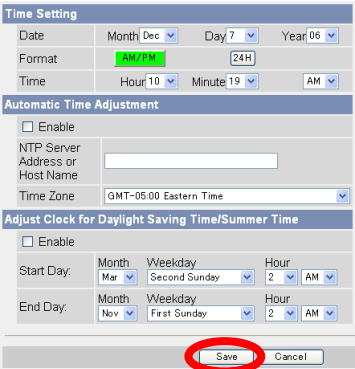 Time Setting
Date Month Dec Day 7 Year 06
Format AM/PM 24H
Time Hour 10 Minute 19 AM
Automatic Time Adjustment
Enable
NTP Server
Address or
Host Name
Time Zone GMT-05:00 Eastern Time
Adjust Clock for Daylight Saving Time/Summer Time
Enable
Month Weekday Hour
Start Day: Mar Second Sunday 2 AM
Month Weekday Hour
End Day: Nov First Sunday 2 AM
Save Cancel